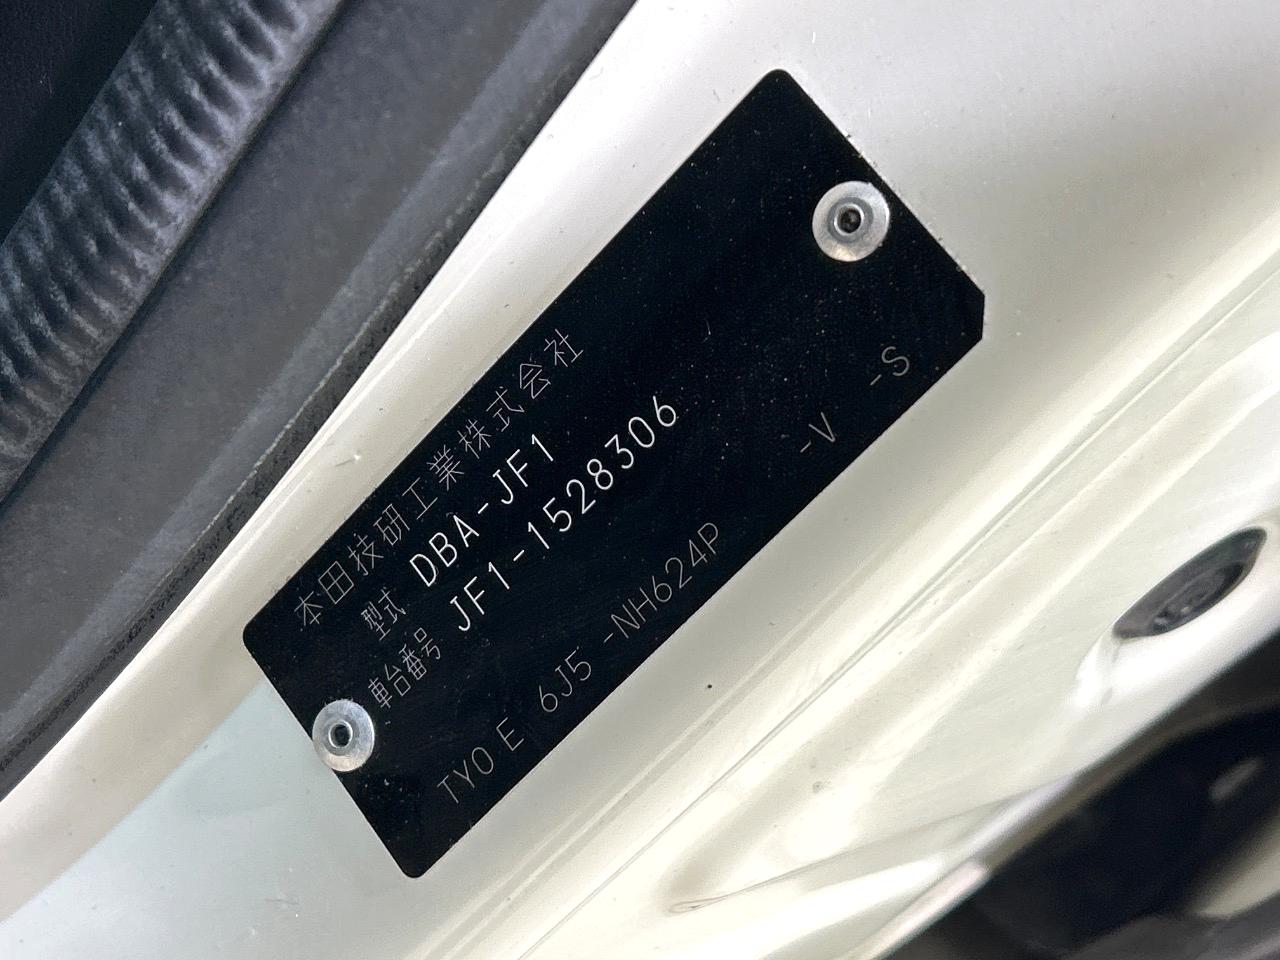 本田技研工業株式会社
型式 DBA-JF1
車台番号 JF1-1528306
TY0 E 6J5 -NH624P -V -S